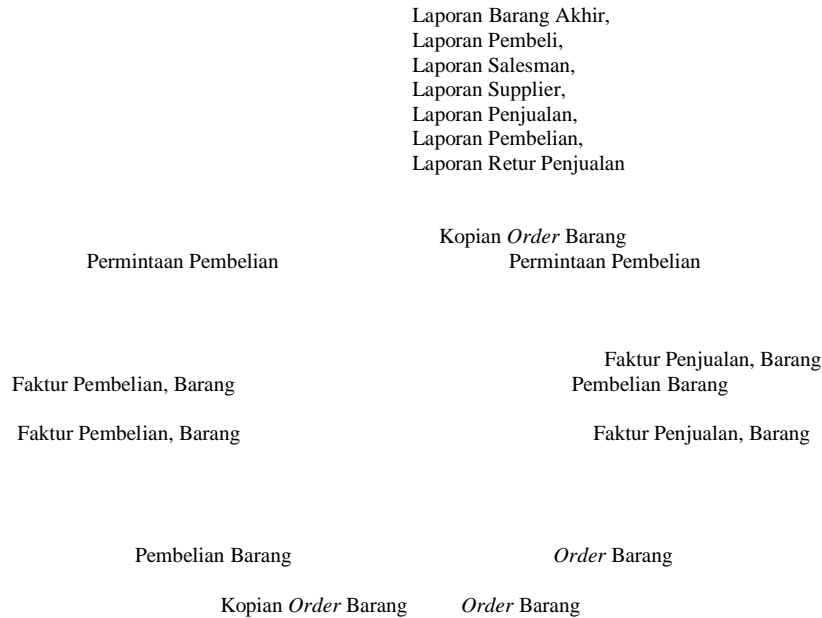 Laporan Barang Akhir,
Laporan Pembeli,
Laporan Salesman,
Laporan Supplier,
Laporan Penjualan,
Laporan Pembelian,
Laporan Retur Penjualan
Kopian Order Barang
Permintaan Pembelian Permintaan Pembelian
Faktur Penjualan, Barang
Faktur Pembelian, Barang Pembelian Barang
Faktur Pembelian, Barang Faktur Penjualan, Barang
Pembelian Barang Order Barang
Kopian Order Barang Order Barang